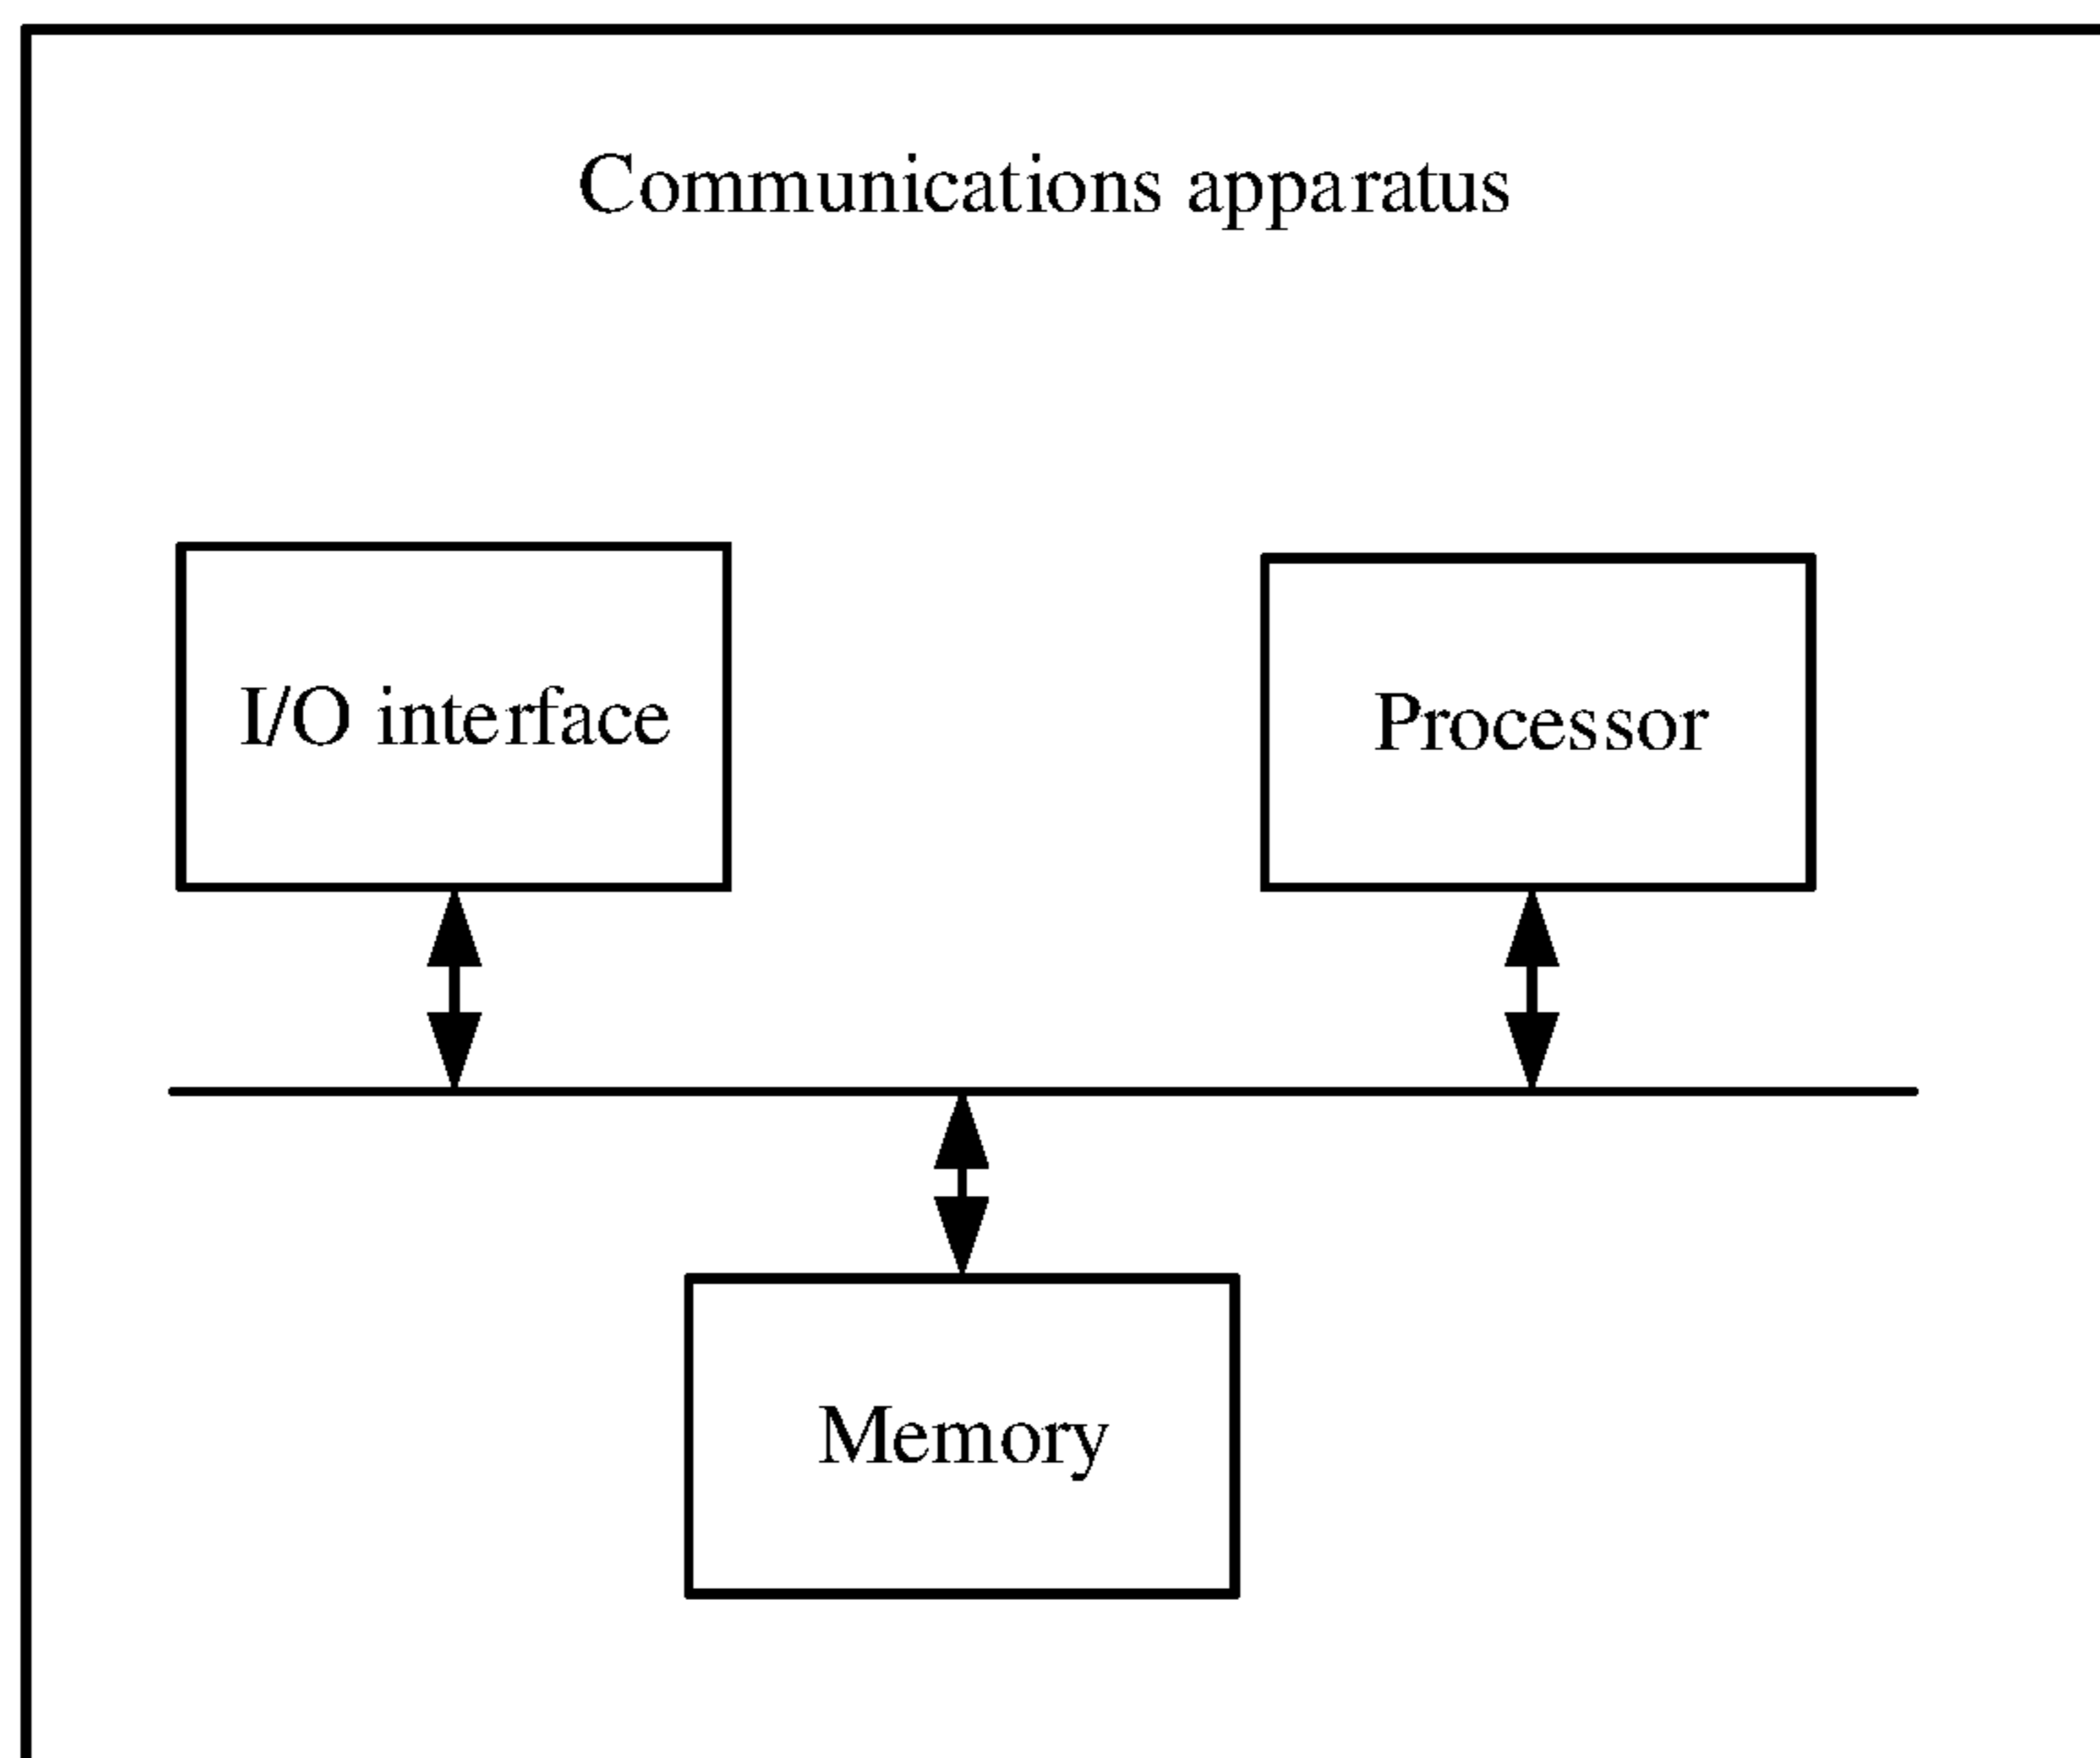 Communications apparatus
I/O interface
Processor
Memory